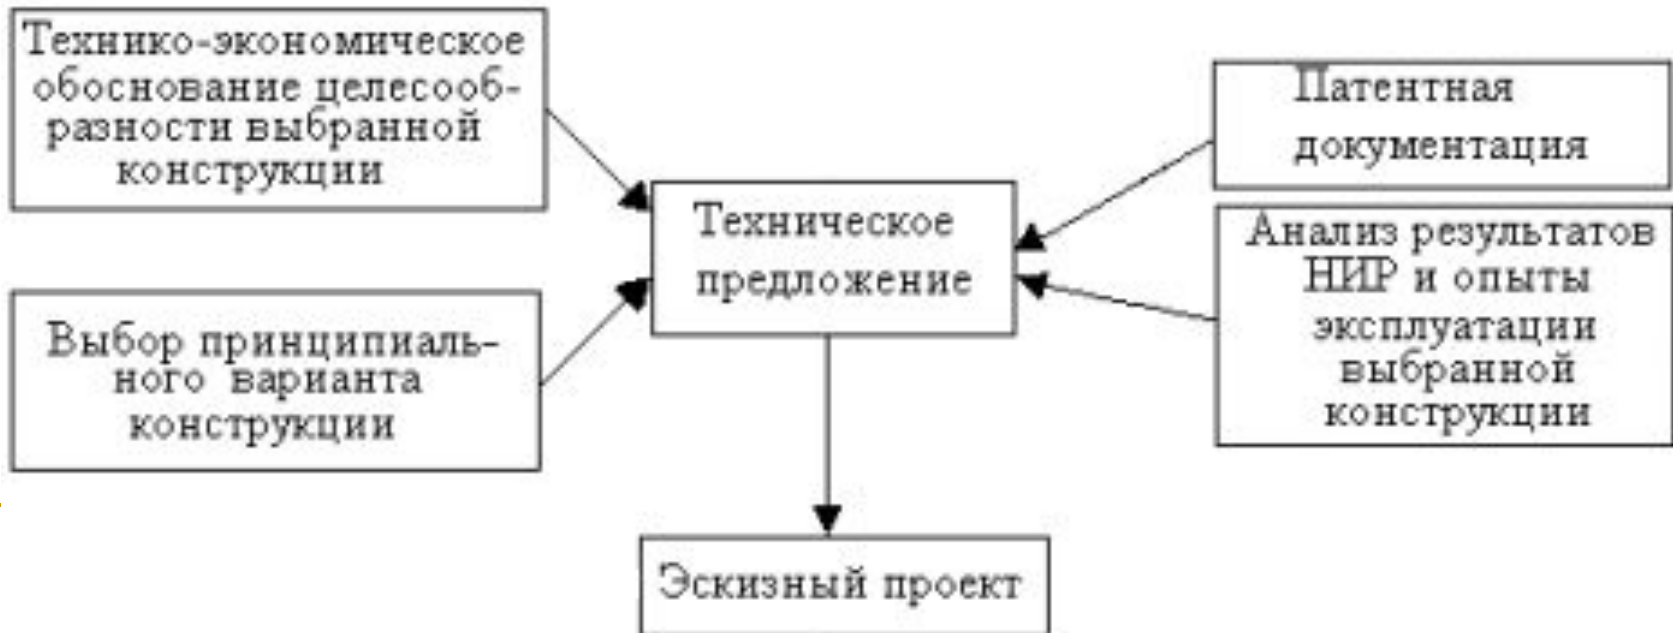 Технико-экономическое
обоснование целесооб-
разности выбранной
конструкции
Выбор принципиаль-
ного варианта
конструкции
Техническое
предложение
Патентная
документация
Анализ результатов
НИР и опыты
эксплуатации
выбранной
конструкции
Эскизный проект